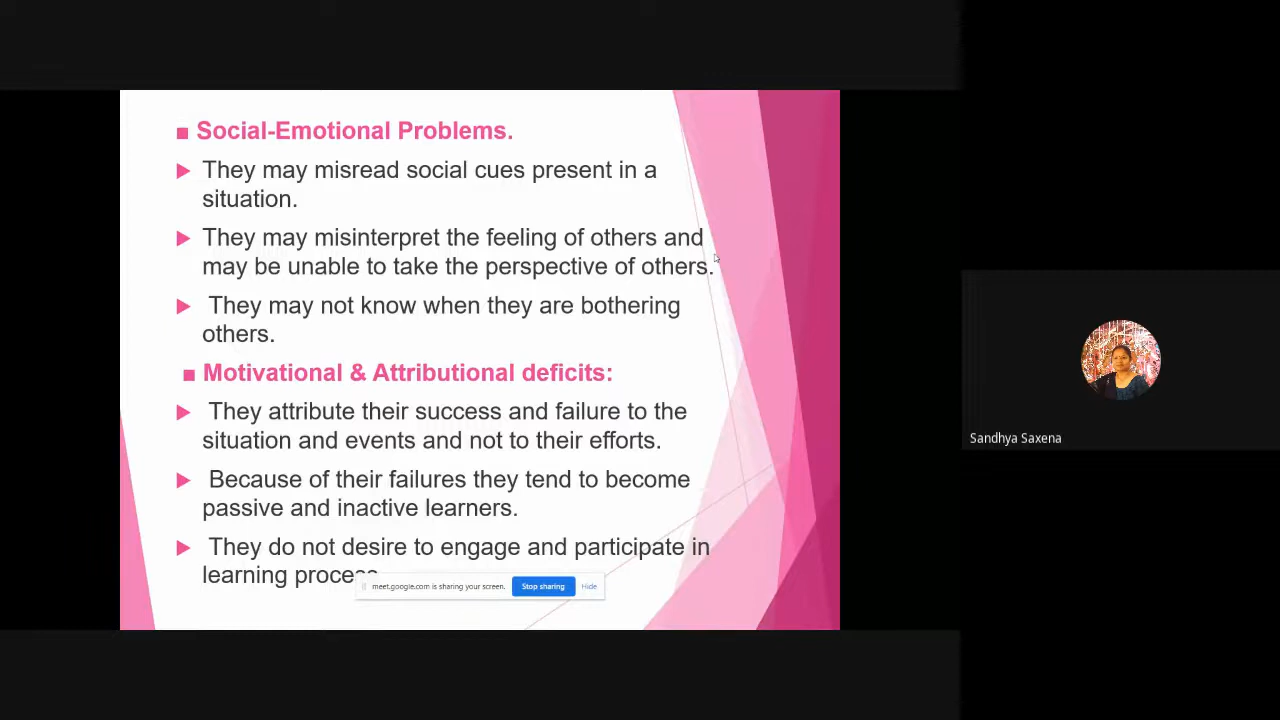 Social-Emotional Problems.
They may misread social cues present in a
situation.
They may misinterpret the feeling of others and
may be unable to take the perspective of others.
They may not know when they are bothering
others.
Motivational & Attributional deficits:
They attribute their success and failure to the
situation and events and not to their efforts.
Because of their failures they tend to become
passive and inactive learners.
They do not desire to engage and participate in
learning process
meet.google.com is sharing your screen. Stop sharing Hide
Sandhya Saxena